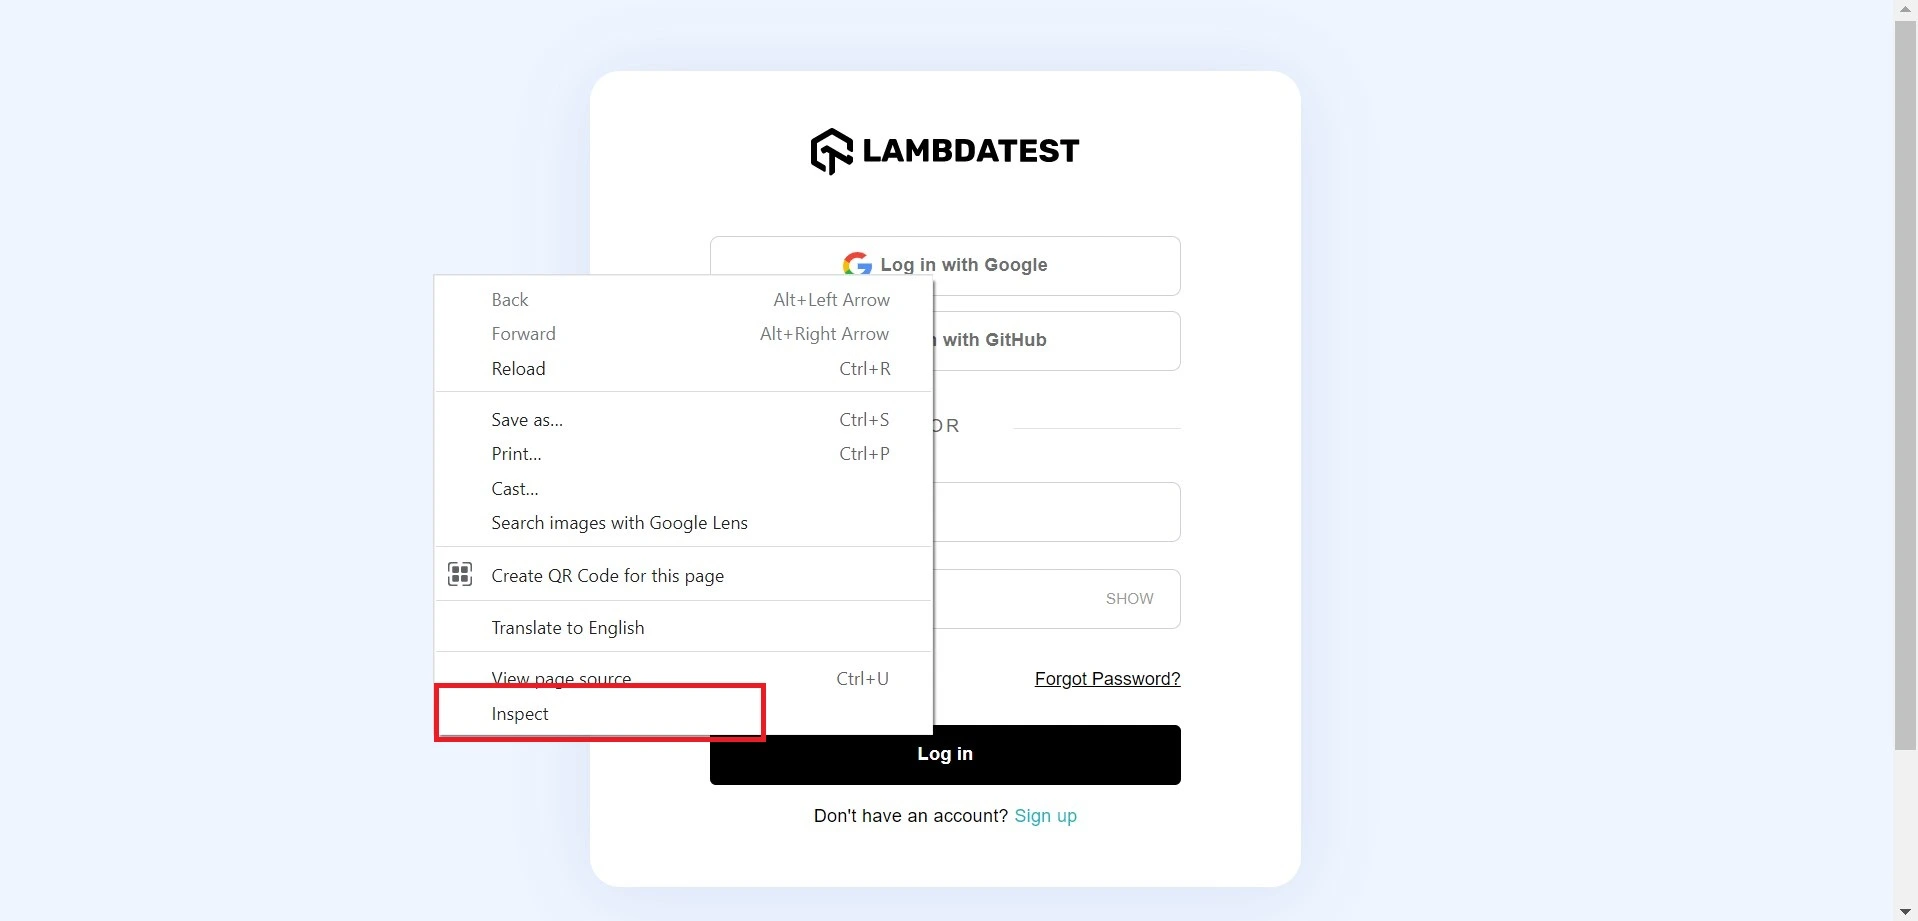 LAMBDATEST
Log in with Google
with GitHub
OR
SHOW
Forgot Password?
Log in
Don't have an account? Sign up
Back Alt+Left Arrow
Forward Alt+Right Arrow
Reload Ctrl+R
Save as... Ctrl+S
Print... Ctrl+P
Cast...
Search images with Google Lens
Create QR Code for this page
Translate to English
View page source Ctrl+U
Inspect